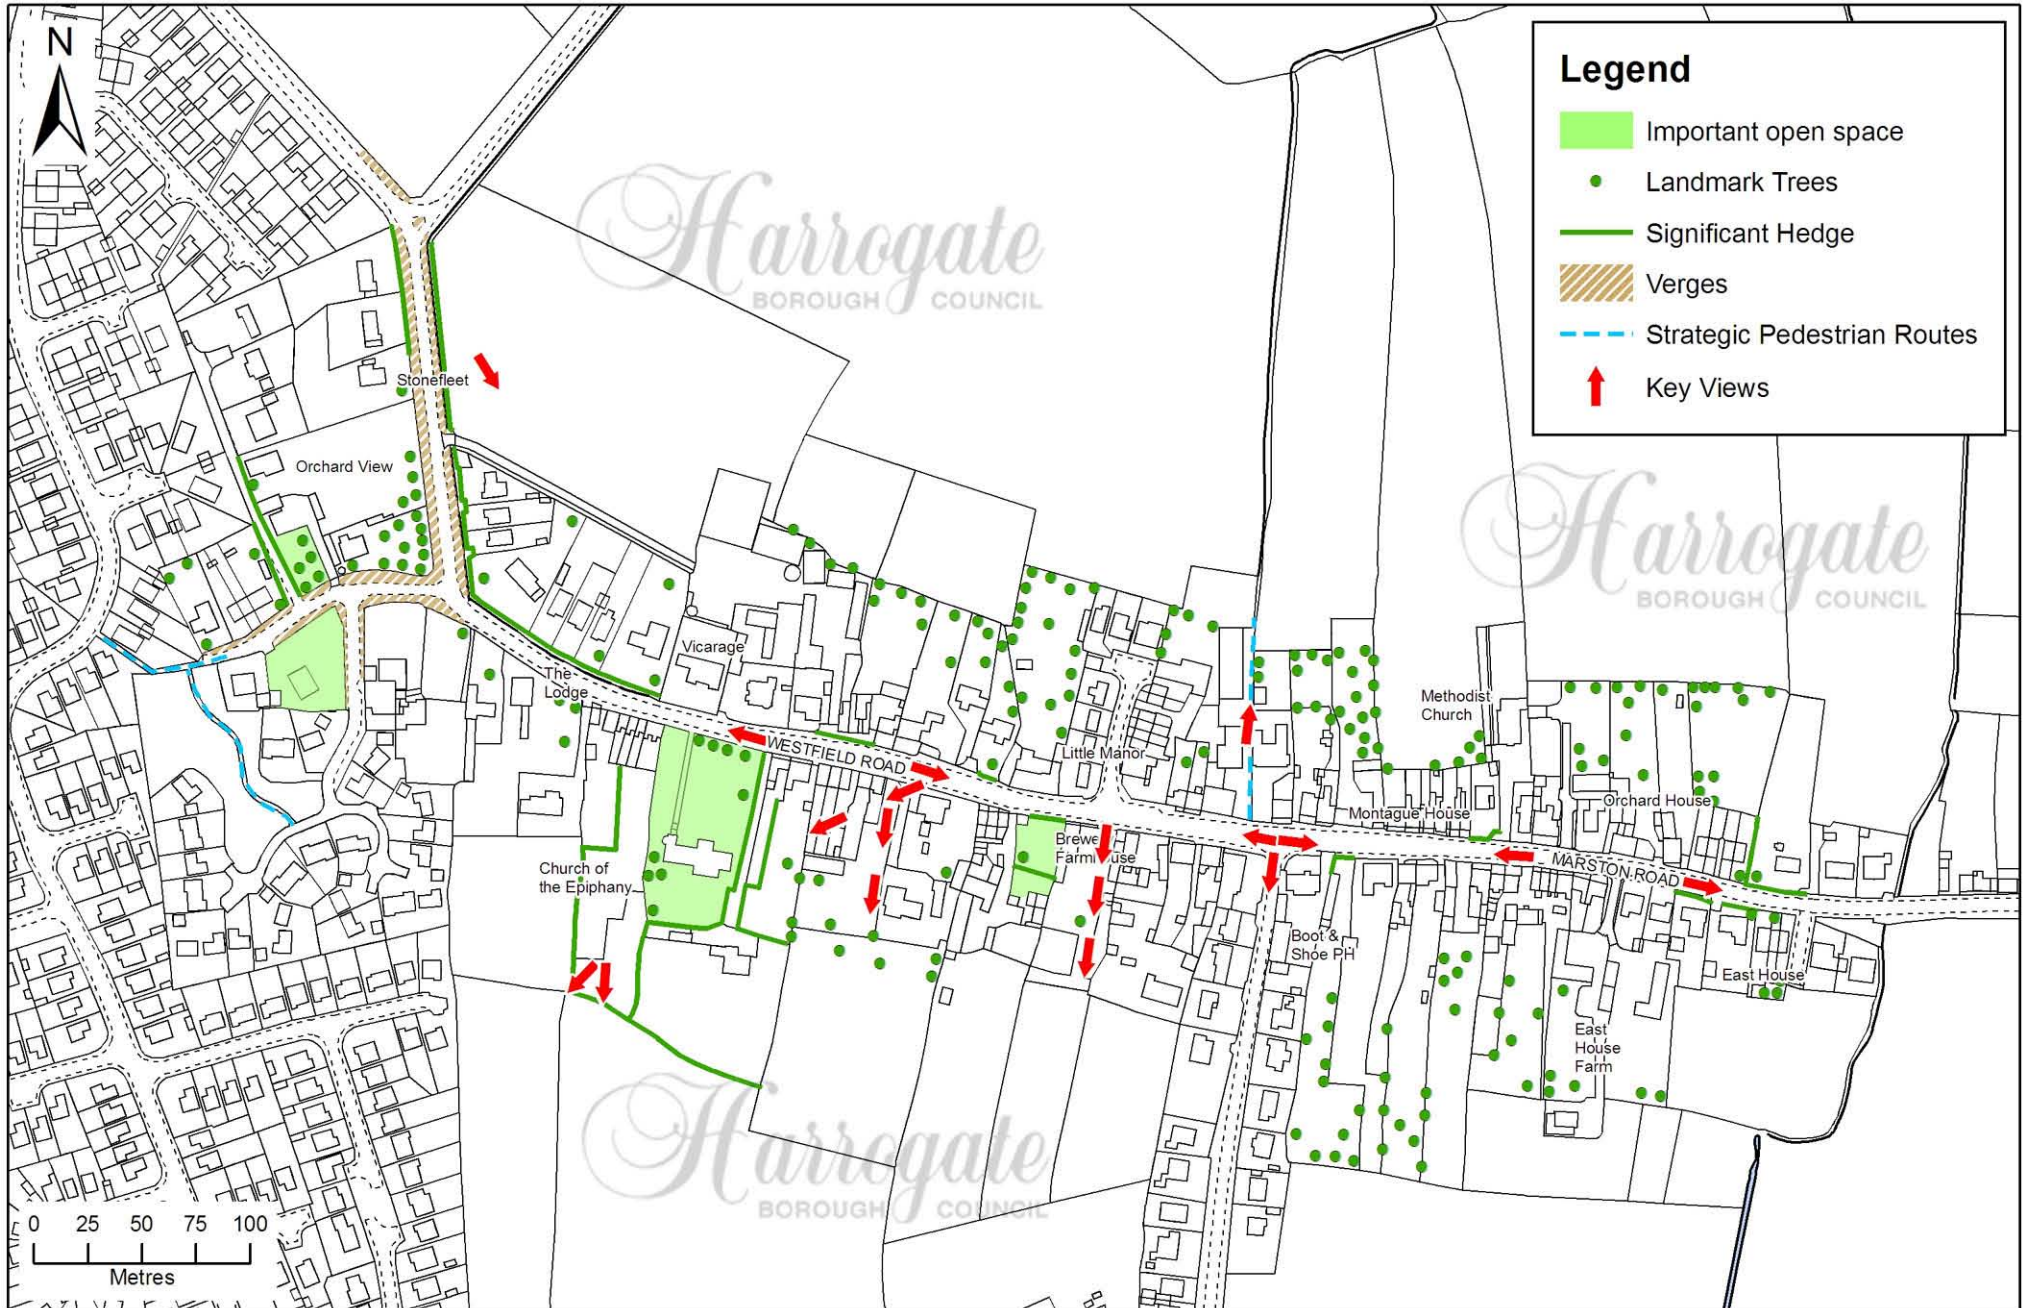 N
Legend
Important open space
Landmark Trees
Significant Hedge
Verges
Strategic Pedestrian Routes
Key Views
Harrogate
BOROUGH COUNCIL
Stonefleet
Orchard View
Harrogate
BOROUGH COUNCIL
Vicarage
The
Lodge
Methodist
Church
WESTFIELD ROAD
Little Manor
Orchard House
Montague House
Church of
the Epiphany
MARSTON ROAD
Boot &
Shoe PH
East House
East
House
Farm
Harrogate
BOROUGH COUNCIL
0 25 50 75 100
Metres